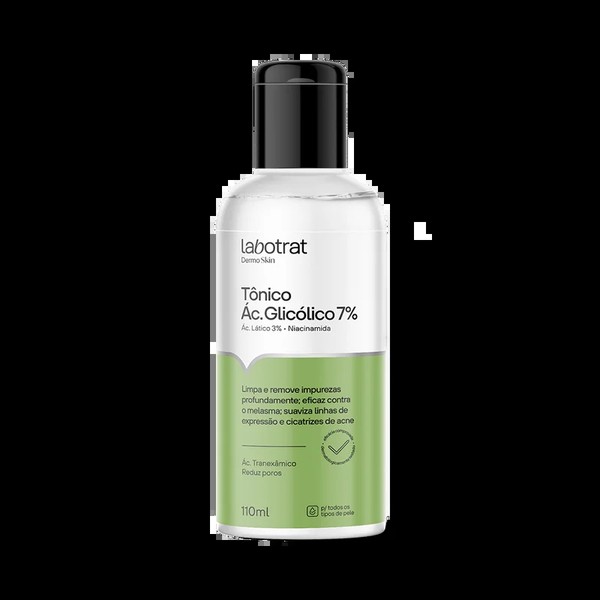 labotrat
Dermo Skin
Tônico
Ác. Glicólico 7%
Ác. Lático 3% - Niacinamida
Limpa e remove impurezas
profundamente; eficaz contra
o melasma; suaviza linhas de
expressão e cicatrizes de acne
Ác. Tranexâmico
Reduz poros
110ml
p/ todos os
tipos de pele